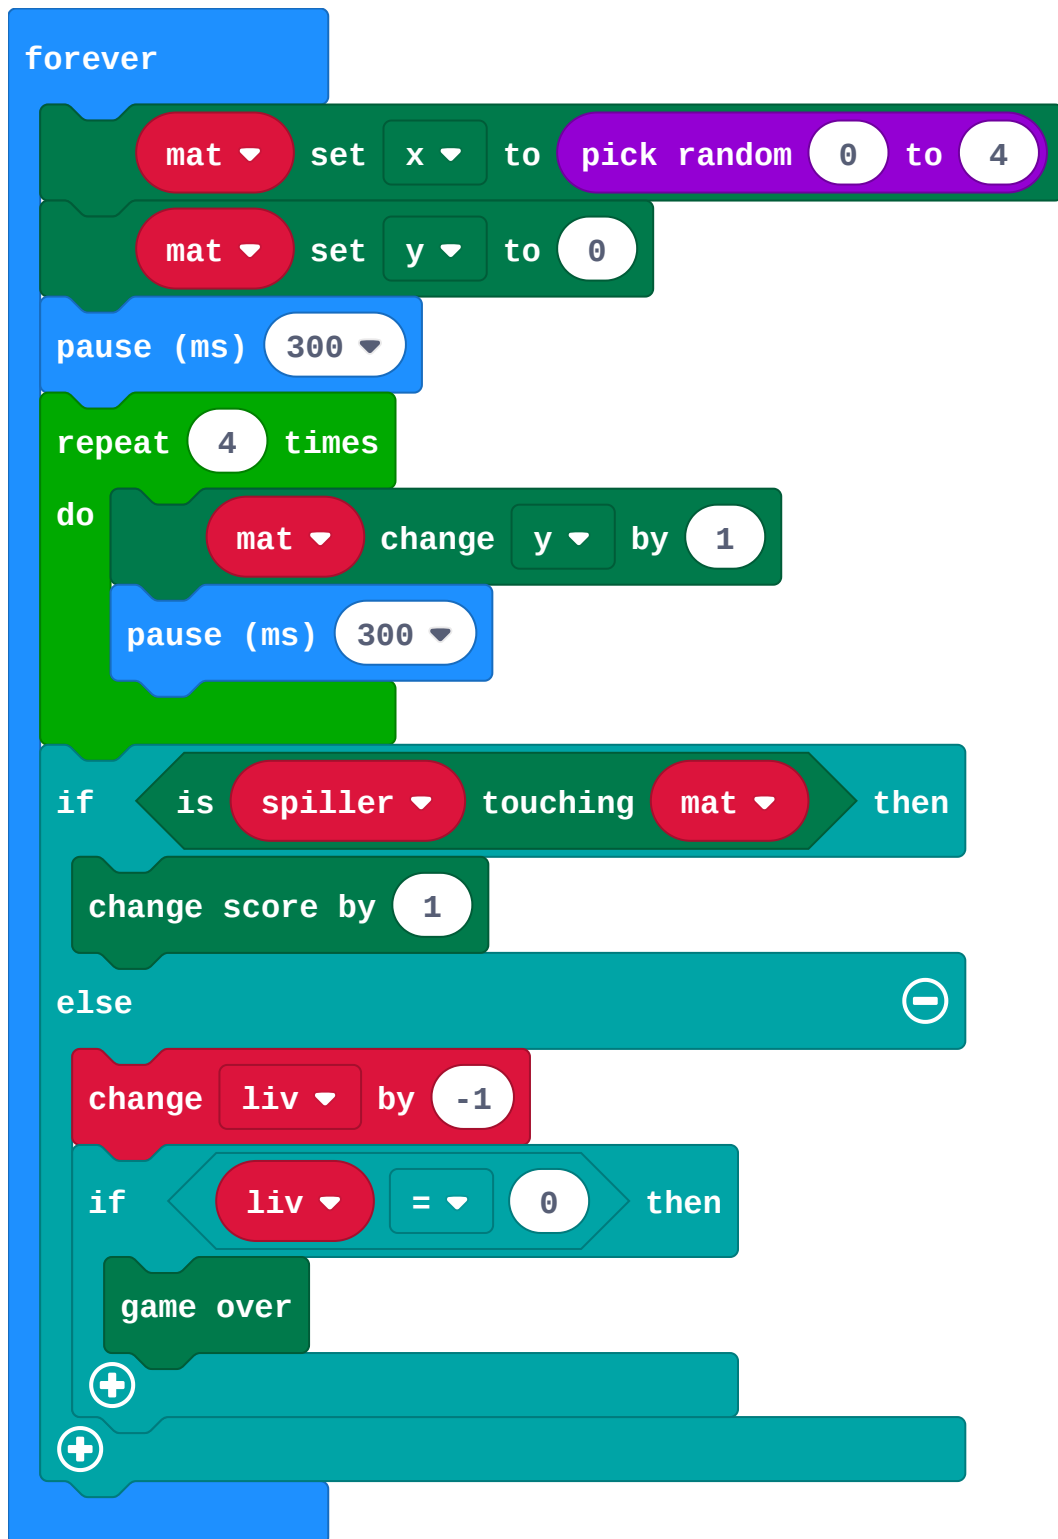 forever
mat set x to pick random 0 to 4
mat set y to 0
pause (ms) 300
repeat 4 times
do mat change y by 1
pause (ms) 300
if is spiller touching mat then
change score by 1
else
change liv by -1
if liv = 0 then
game over